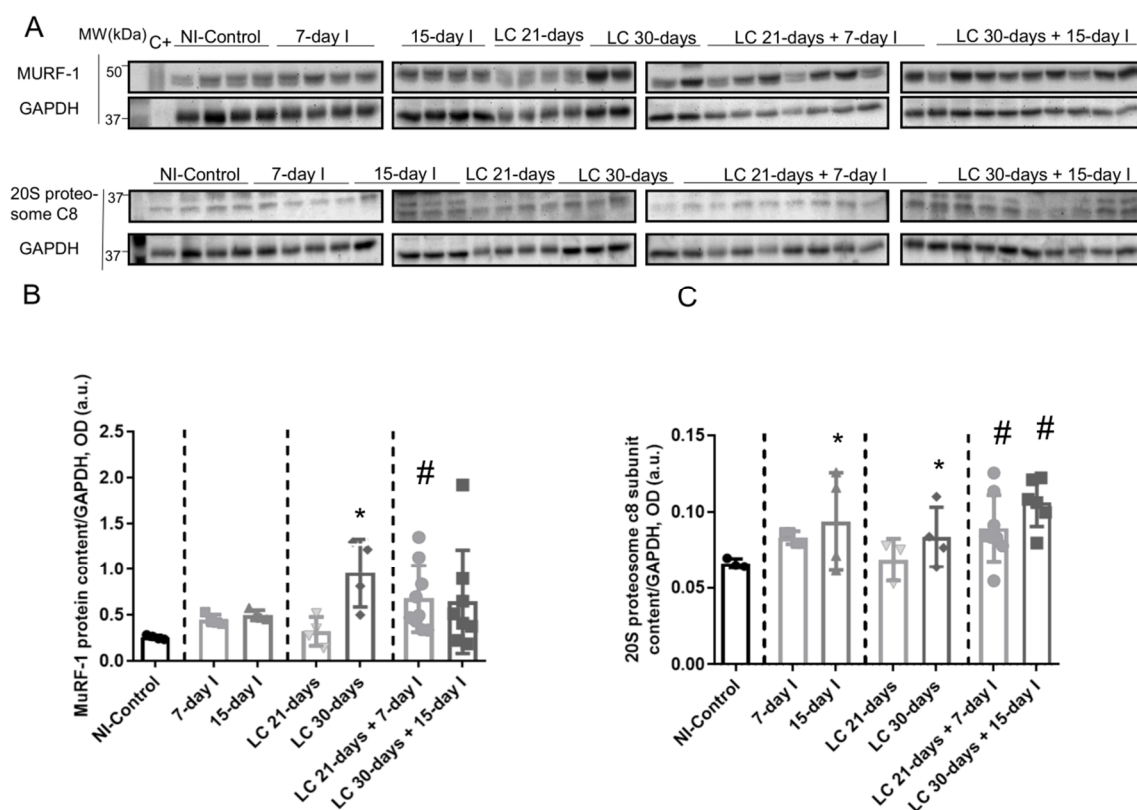 A
MW(kDa) C+ NI-Control 7-day I 15-day I LC 21-days LC 30-days LC 21-days + 7-day I LC 30-days + 15-day I
MURF-1 50
GAPDH 37
NI-Control 7-day I 15-day I LC 21-days LC 30-days LC 21-days + 7-day I LC 30-days + 15-day I
20S proteo-
some C8
37
GAPDH 37
B
MuRF-1 protein content/GAPDH, OD (a.u.)
2.5
2.0
1.5
1.0
0.5
0.0
*
#
NI-Control
7-day I
15-day I
LC 21-days
LC 30-days
LC 21-days + 7-day I
LC 30-days + 15-day I
C
20S proteosome c8 subunit
content/GAPDH, OD (a.u.)
0.15
0.10
0.05
0.00
*
*
#
#
NI-Control
7-day I
15-day I
LC 21-days
LC 30-days
LC 21-days + 7-day I
LC 30-days + 15-day I